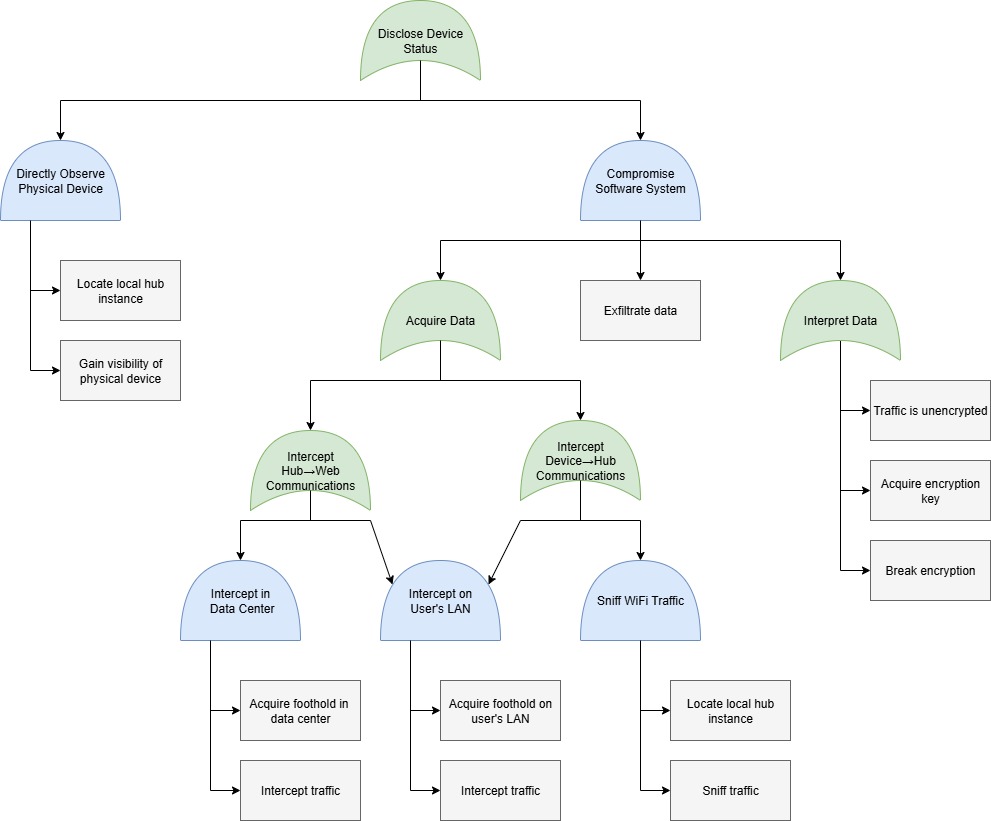 Disclose Device
Status
Directly Observe
Physical Device
Compromise
Software System
Locate local hub
instance
Gain visibility of
physical device
Acquire Data
Exfiltrate data
Interpret Data
Traffic is unencrypted
Acquire encryption
key
Break encryption
Intercept
Hub→Web
Communications
Intercept
Device→Hub
Communications
Intercept in
Data Center
Intercept on
User's LAN
Sniff WiFi Traffic
Acquire foothold in
data center
Intercept traffic
Acquire foothold on
user's LAN
Intercept traffic
Locate local hub
instance
Sniff traffic